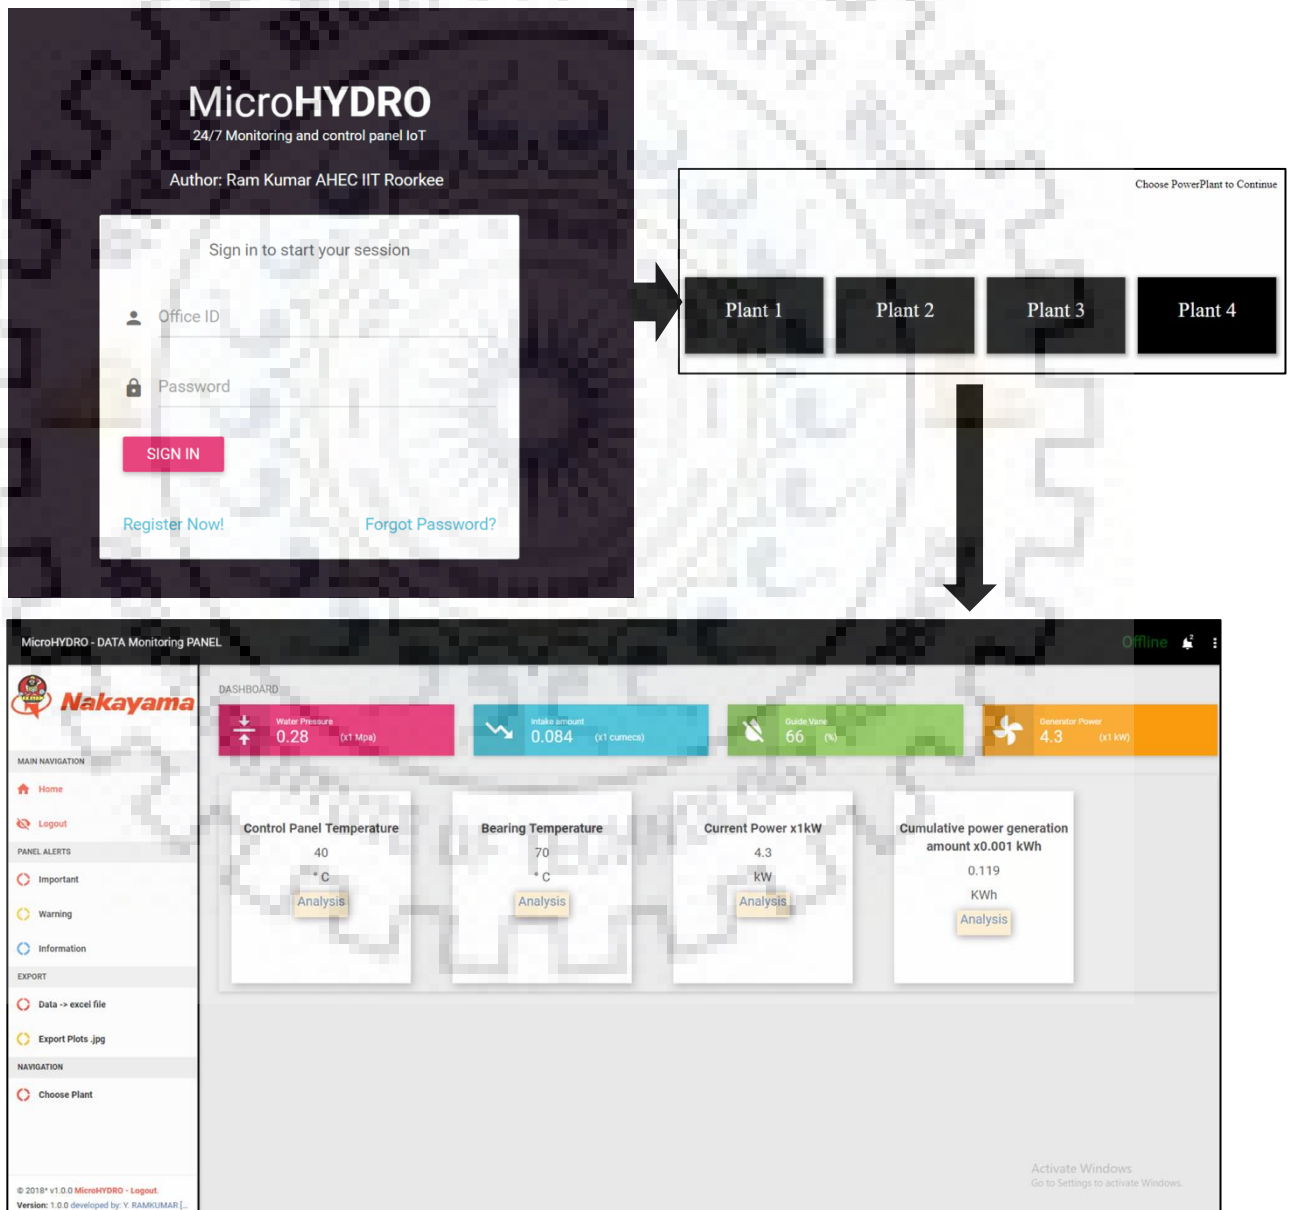 MicroHYDRO
24/7 Monitoring and control panel IoT
Author: Ram Kumar AHEC IIT Roorkee
Sign in to start your session
Office ID
Password
SIGN IN
Register Now!
Forgot Password?
Choose PowerPlant to Continue
Plant 1
Plant 2
Plant 3
Plant 4
MicroHYDRO - DATA Monitoring PANEL
Offline
2
Nakayama
MAIN NAVIGATION
Home
Logout
PANEL ALERTS
Important
Warning
Information
EXPORT
Data -> excel file
Export Plots .jpg
NAVIGATION
Choose Plant
© 2018* v1.0.0 MicroHYDRO - Logout.
Version: 1.0.0 developed by: Y. RAMKUMAR [...
DASHBOARD
Water Pressure
0.28 (x1 Mpa)
Intake amount
0.084 (x1 cumecs)
Guide Vane
66 (%)
Generator Power
4.3 (x1 kW)
Control Panel Temperature
40
° C
Analysis
Bearing Temperature
70
° C
Analysis
Current Power x1kW
4.3
kW
Analysis
Cumulative power generation
amount x0.001 kWh
0.119
KWh
Analysis
Activate Windows
Go to Settings to activate Windows.